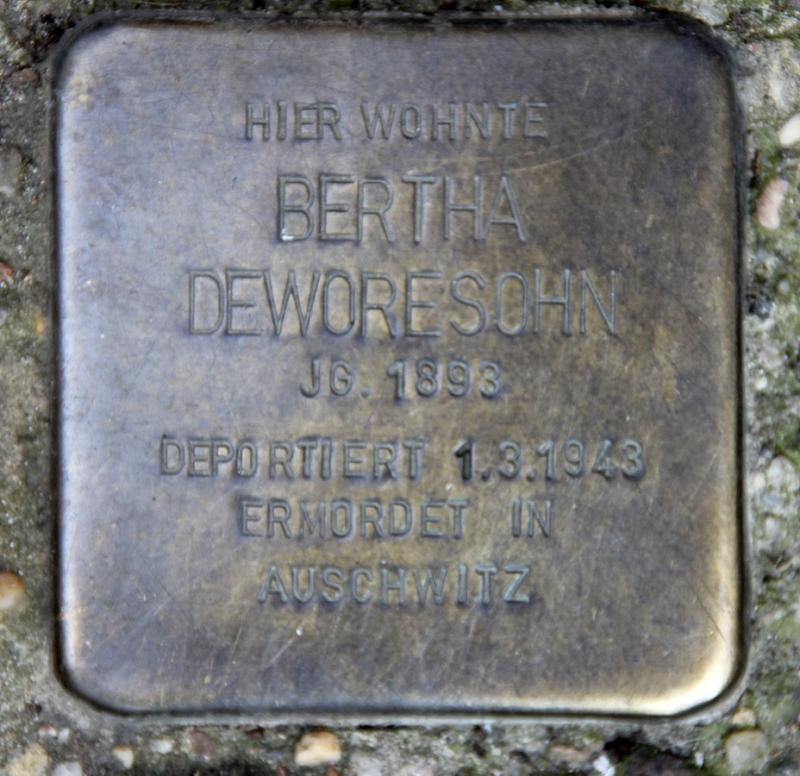 HIER WOHNTE
BERTHA
DEWORESOHN
JG. 1893
DEPORTIERT 1.3.1943
ERMORDET IN
AUSCHWITZ